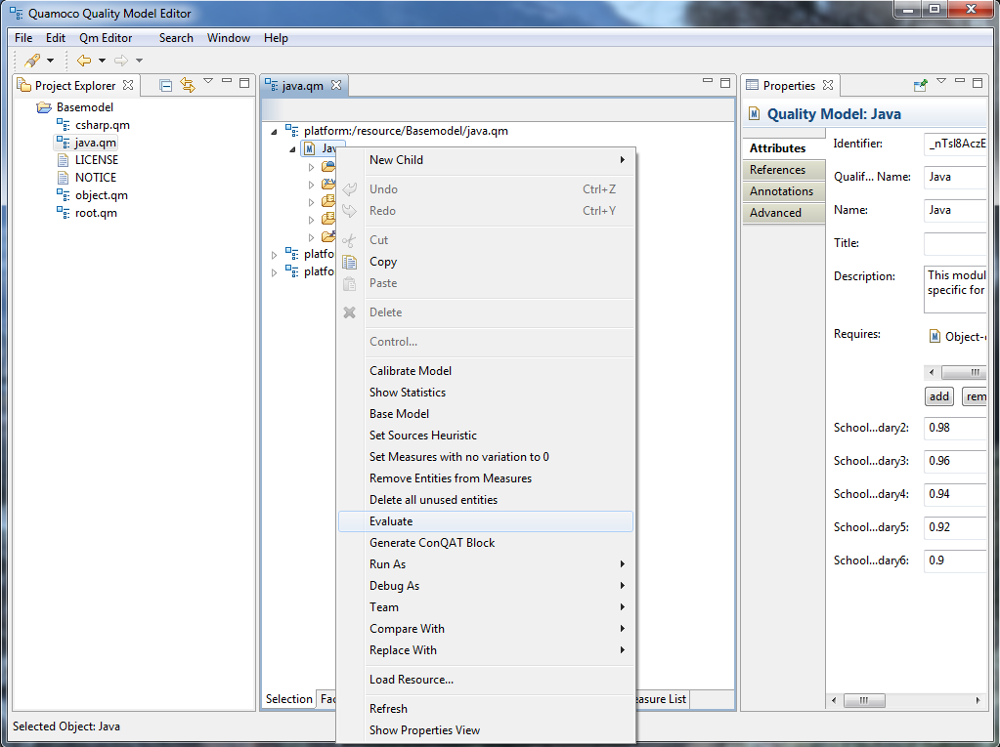 Quamoco Quality Model Editor
File Edit Qm Editor Search Window Help
Project Explorer
Basemodel
csharp.qm
java.qm
LICENSE
NOTICE
object.qm
root.qm
java.qm
platform:/resource/Basemodel/java.qm
Jav
platfo
platfo
New Child
Undo Ctrl+Z
Redo Ctrl+Y
Cut
Copy
Paste
Delete
Control...
Calibrate Model
Show Statistics
Base Model
Set Sources Heuristic
Set Measures with no variation to 0
Remove Entities from Measures
Delete all unused entities
Evaluate
Generate ConQAT Block
Run As
Debug As
Team
Compare With
Replace With
Load Resource...
Refresh
Show Properties View
Selection Fac easure List
Properties
Quality Model: Java
Attributes
References
Annotations
Advanced
Identifier: _nTsI8AczE
Qualif... Name: Java
Name: Java
Title:
Description: This modul
specific for
Requires: Object-
add rem
School...dary2: 0.98
School...dary3: 0.96
School...dary4: 0.94
School...dary5: 0.92
School...dary6: 0.9
Selected Object: Java